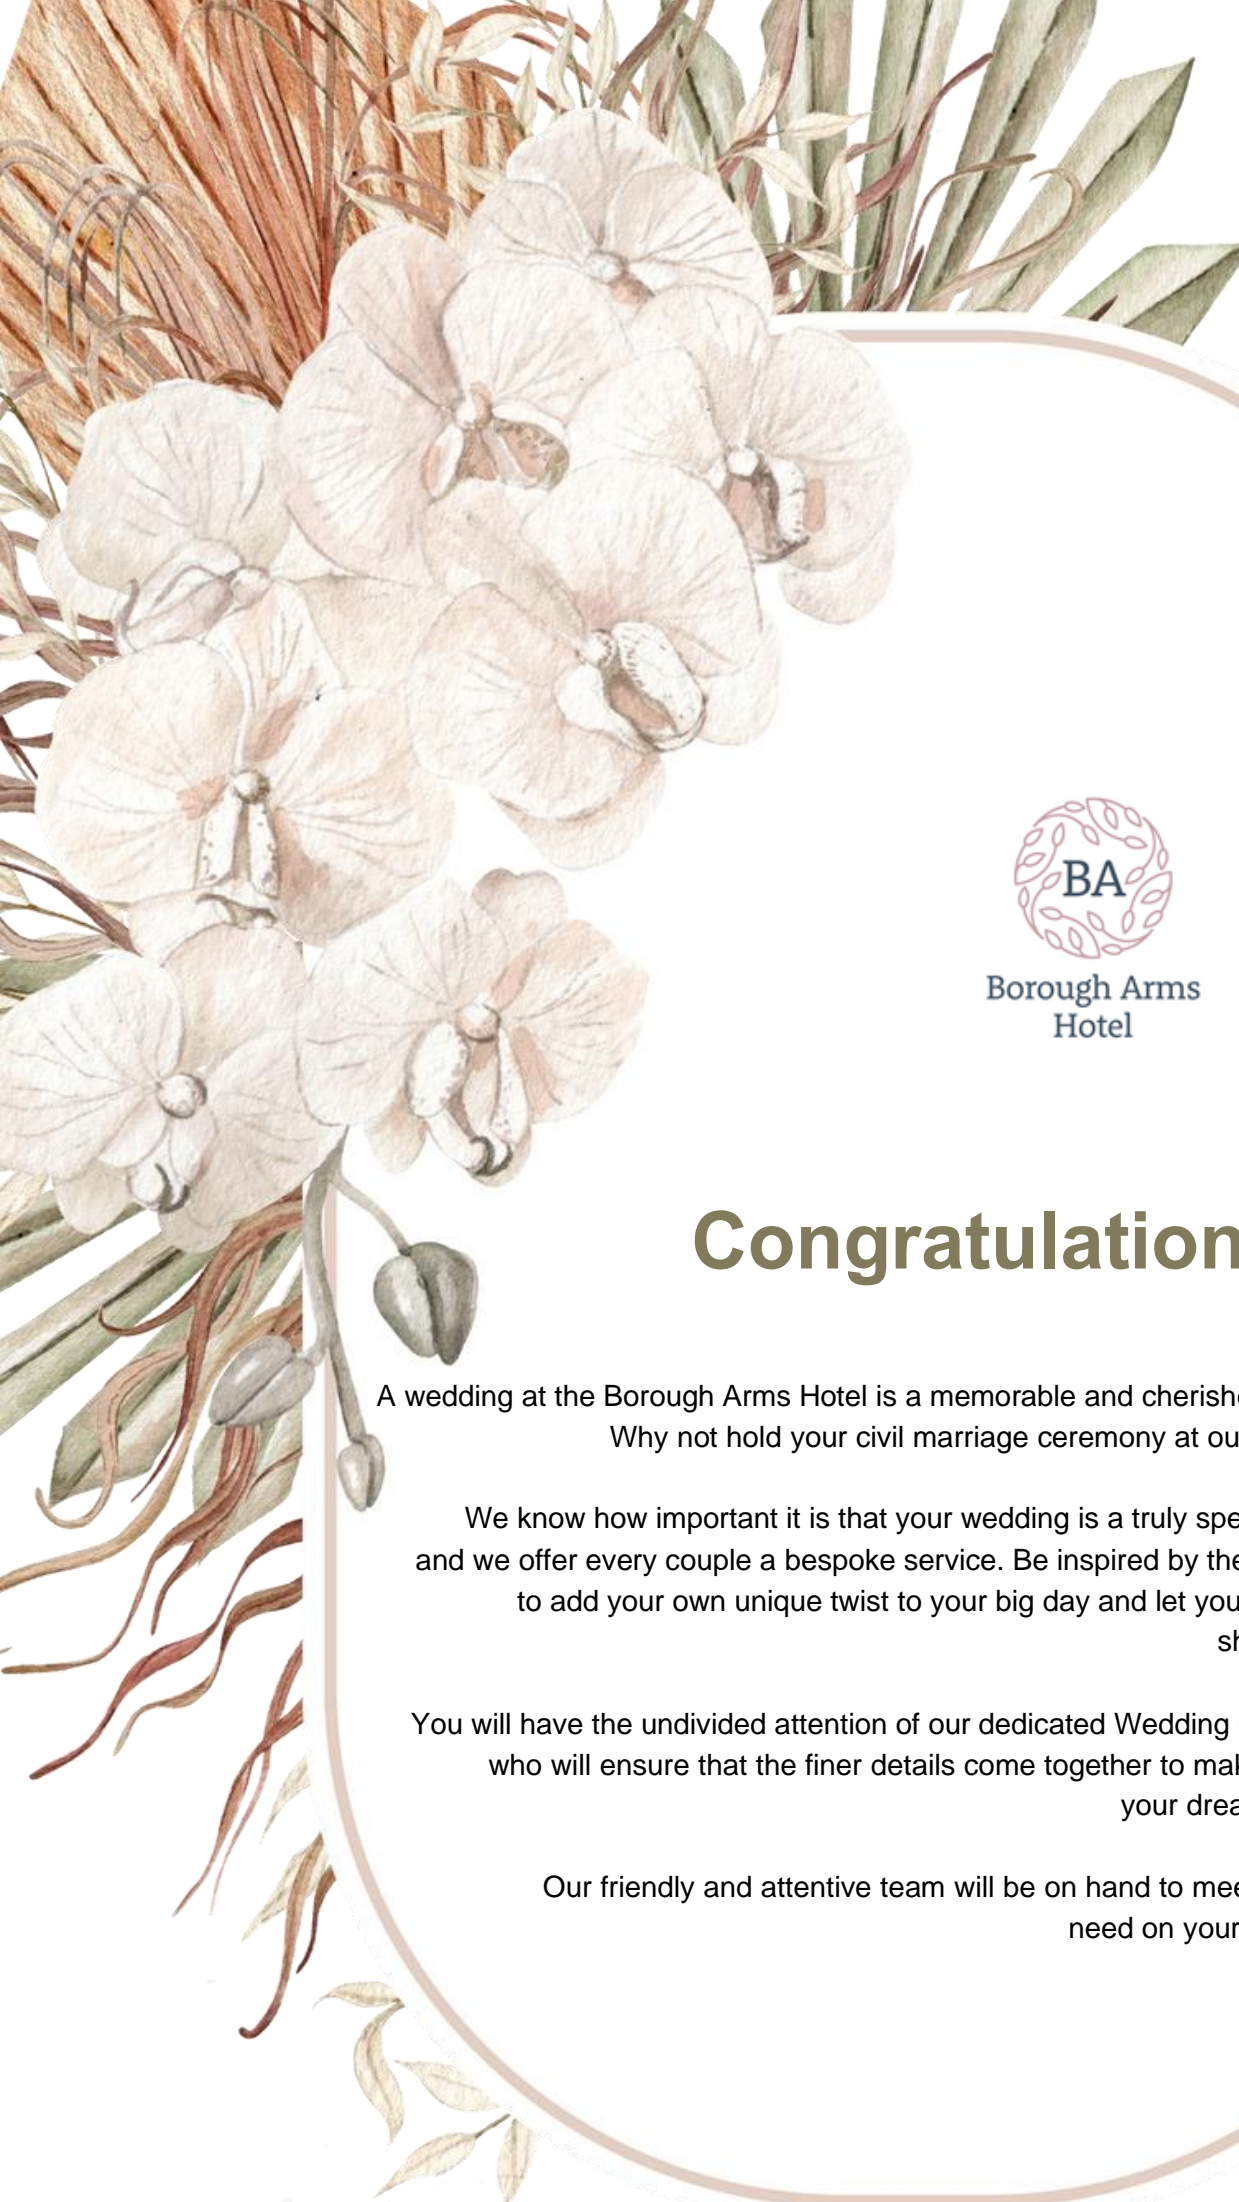 BA
Borough Arms
Hotel
Congratulation
A wedding at the Borough Arms Hotel is a memorable and cherishe
Why not hold your civil marriage ceremony at ou
We know how important it is that your wedding is a truly spe
and we offer every couple a bespoke service. Be inspired by the
to add your own unique twist to your big day and let you
sh
You will have the undivided attention of our dedicated Wedding
who will ensure that the finer details come together to mak
your drea
Our friendly and attentive team will be on hand to mee
need on your